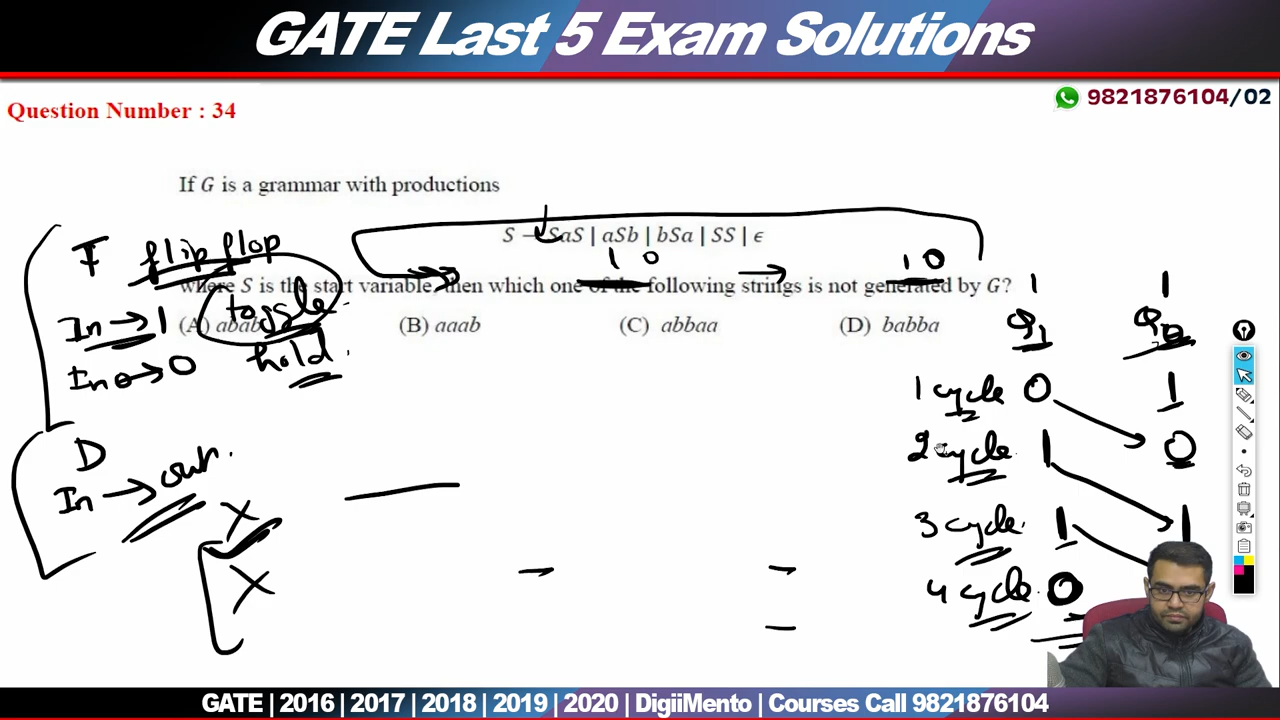 GATE Last 5 Exam Solutions
Question Number : 34
9821876104/02
If G is a grammar with productions
S → SaS | aSb | bSa | SS | ϵ
1 0
1 0
where S is the start variable, then which one of the following strings is not generated by G?
(A) abab
(B) aaab
(C) abbaa
(D) babba
T flip flop
In → 1 toggle
In → 0 hold
D
In → out.
X
X
1 1
Q1 Q0
1 cycle 0 1
2 cycle 1 0
3 cycle 1 1
4 cycle 0
GATE | 2016 | 2017 | 2018 | 2019 | 2020 | DigiiMento | Courses Call 9821876104